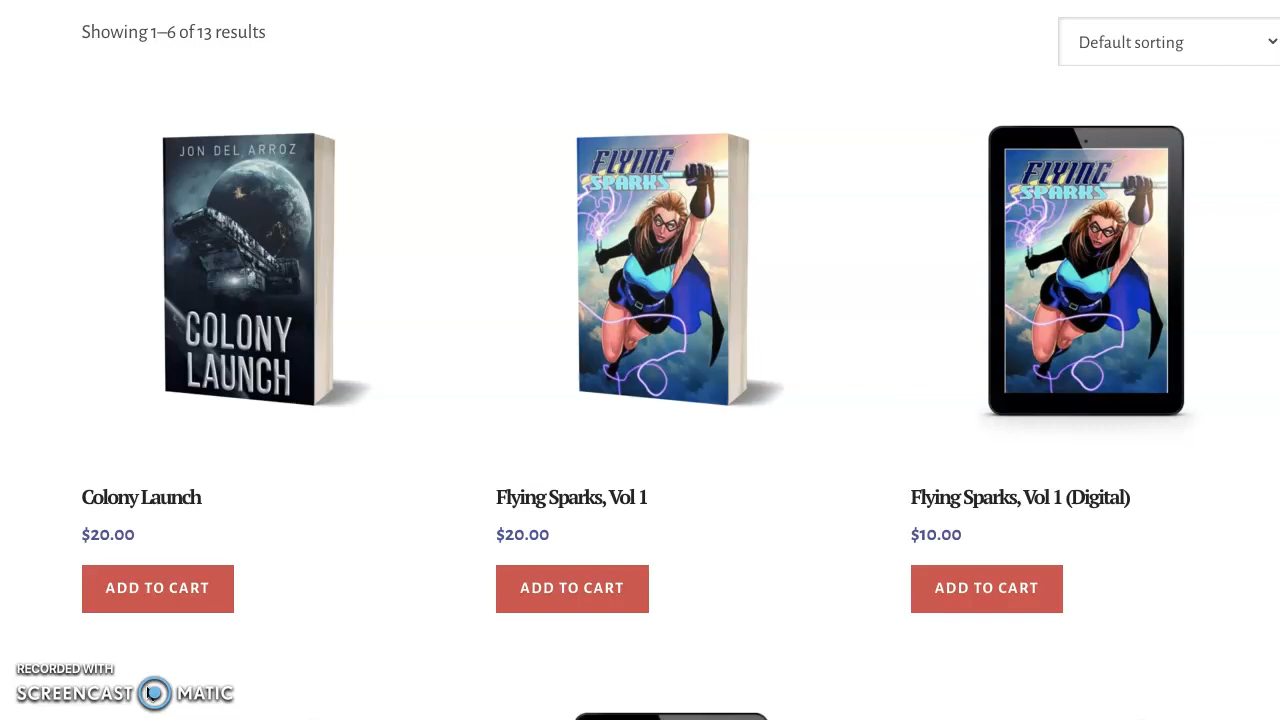 Showing 1–6 of 13 results
Default sorting
JON DEL ARROZ
COLONY
LAUNCH
FLYING
SPARKS
FLYING
SPARKS
Colony Launch
$20.00
ADD TO CART
Flying Sparks, Vol 1
$20.00
ADD TO CART
Flying Sparks, Vol 1 (Digital)
$10.00
ADD TO CART
RECORDED WITH
SCREENCAST MATIC